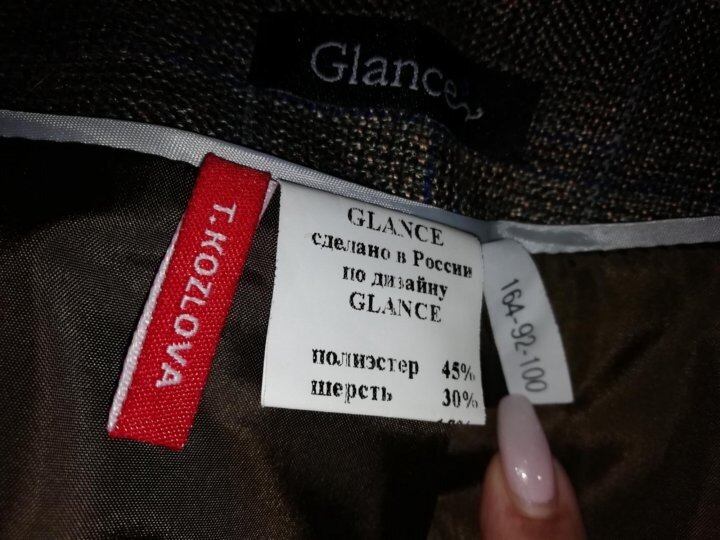 Glance
T.KOZLOVA
GLANCE
сделано в России
по дизайну
GLANCE
полиэстер 45%
шерсть 30%
164-92-100